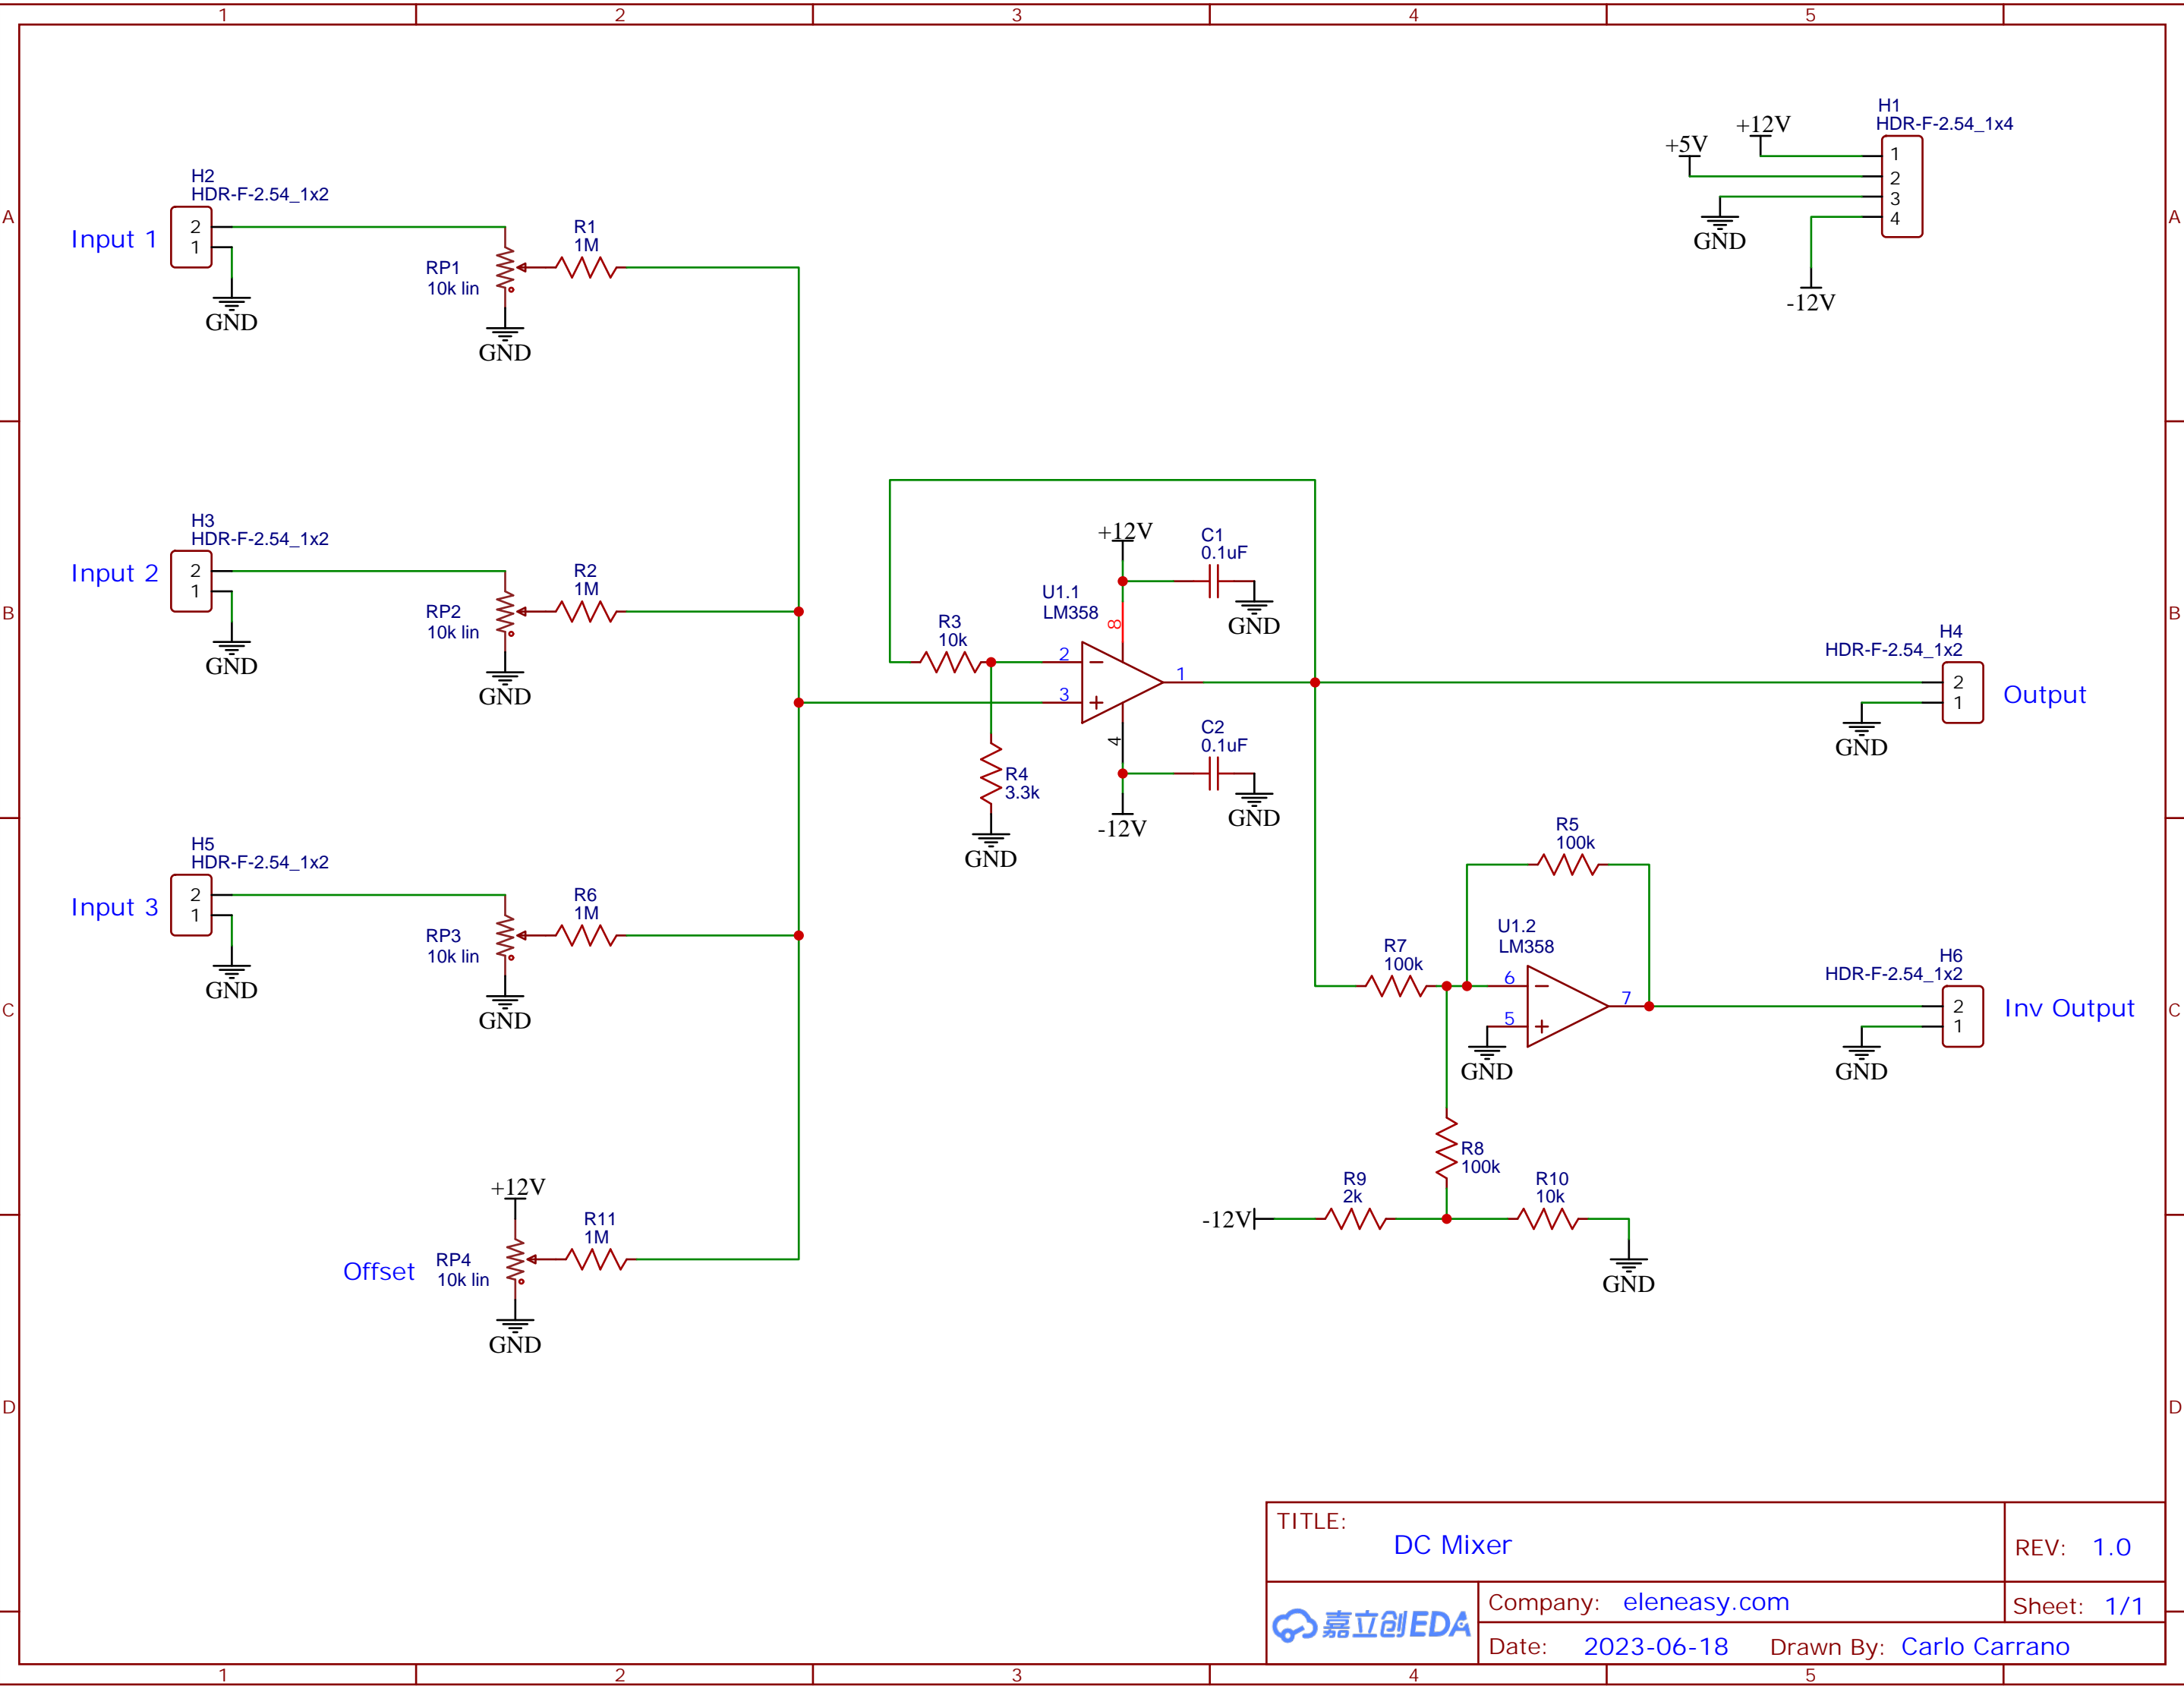 1 2 3 4 5
A
A
B
B
C
C
D
D
H2
HDR-F-2.54_1x2
Input 1
2
1
GND
RP1
10k lin
GND
R1
1M
H1
HDR-F-2.54_1x4
+12V
+5V
1
2
3
4
GND
-12V
H3
HDR-F-2.54_1x2
Input 2
2
1
GND
RP2
10k lin
GND
R2
1M
+12V
C1
0.1uF
GND
U1.1
LM358
8
R3
10k
2
3
1
4
R4
3.3k
GND
C2
0.1uF
GND
-12V
H4
HDR-F-2.54_1x2
2
1
Output
GND
H5
HDR-F-2.54_1x2
Input 3
2
1
GND
RP3
10k lin
GND
R6
1M
R5
100k
U1.2
LM358
R7
100k
6
5
7
GND
H6
HDR-F-2.54_1x2
2
1
Inv Output
GND
R8
100k
-12V
R9
2k
R10
10k
GND
+12V
Offset
RP4
10k lin
GND
R11
1M
TITLE:
DC Mixer
REV: 1.0
嘉立创EDA
Company: eleneasy.com
Sheet: 1/1
Date: 2023-06-18 Drawn By: Carlo Carrano
1 2 3 4 5